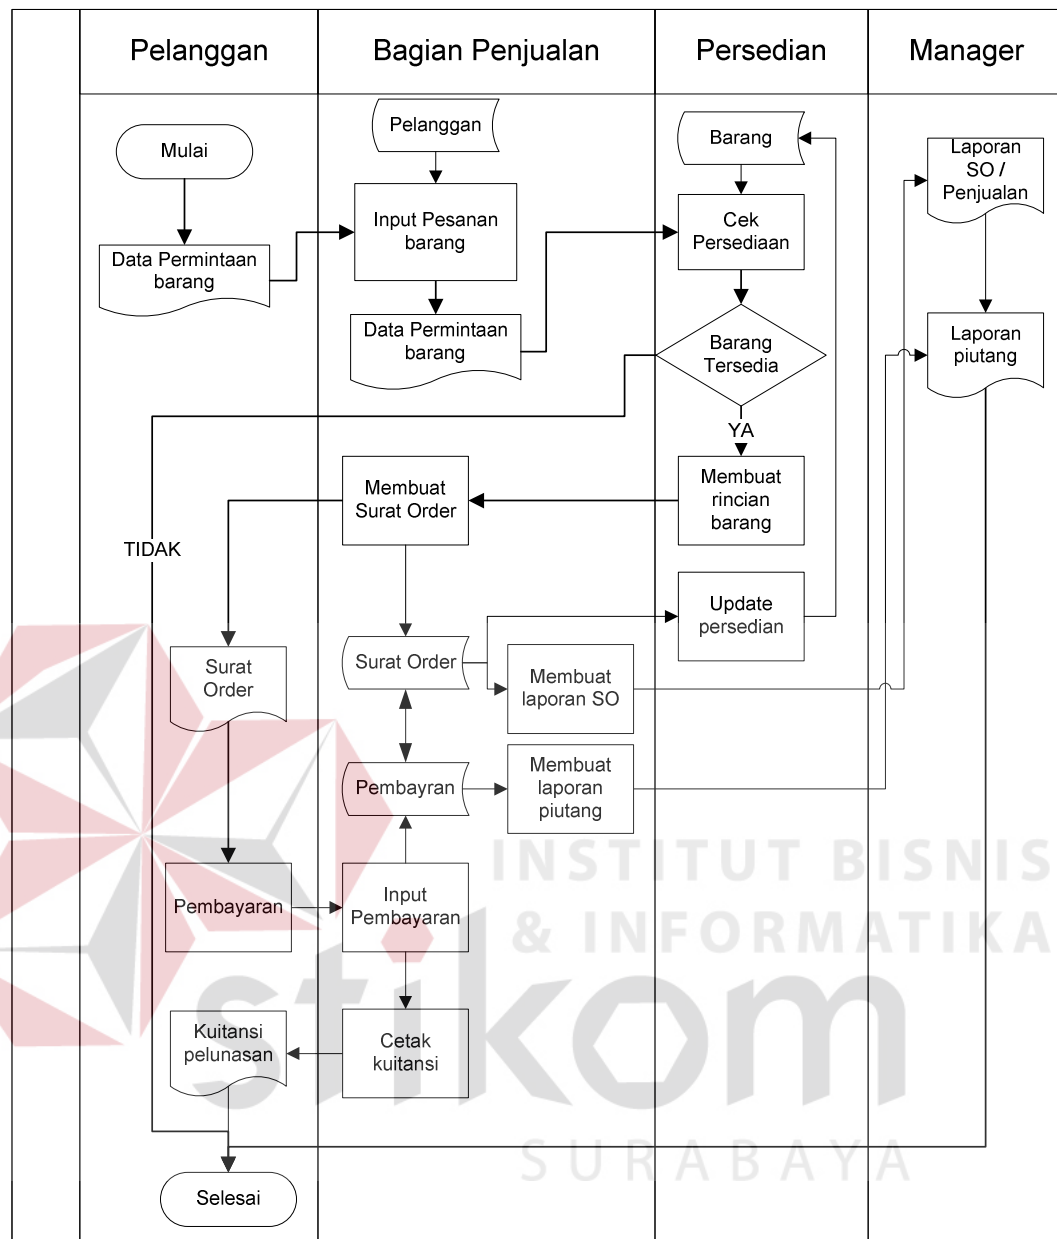 Pelanggan
Bagian Penjualan
Persedian
Manager
Mulai
Data Permintaan
barang
Pelanggan
Input Pesanan
barang
Data Permintaan
barang
Barang
Cek
Persediaan
Barang
Tersedia
YA
Membuat
rincian
barang
Laporan
SO /
Penjualan
Laporan
piutang
TIDAK
Membuat
Surat Order
Update
persedian
Surat
Order
Surat Order
Membuat
laporan SO
Pembayran
Membuat
laporan
piutang
Pembayaran
Input
Pembayaran
Kuitansi
pelunasan
Cetak
kuitansi
Selesai
INSTITUT BISNIS
& INFORMATIKA
stikom
SURABAYA